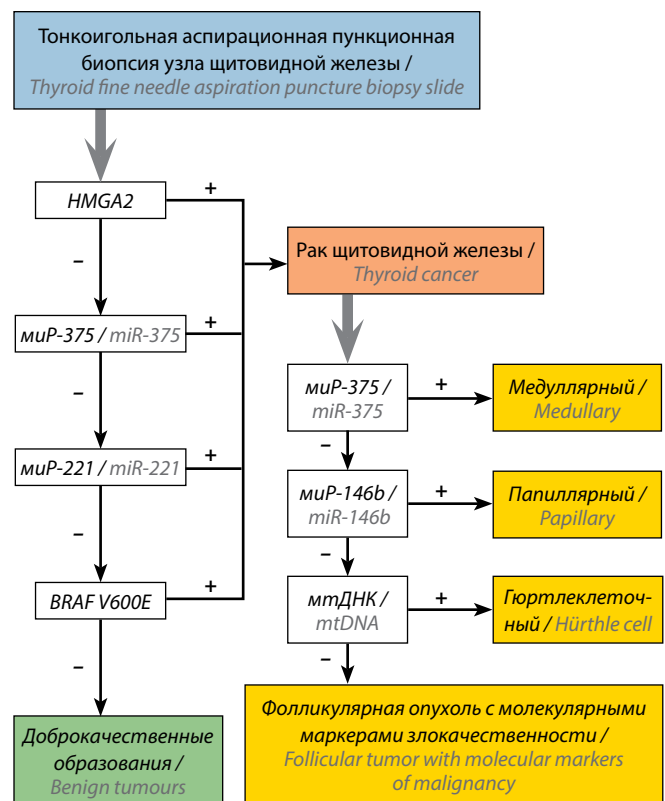 Тонкоигольная аспирационная пункционная
биопсия узла щитовидной железы /
Thyroid fine needle aspiration puncture biopsy slide
HMGA2
+
–
миР-375 / miR-375
+
–
миР-221 / miR-221
+
–
BRAF V600E
+
–
Доброкачественные
образования /
Benign tumours
Рак щитовидной железы /
Thyroid cancer
миР-375 /
miR-375
+
Медуллярный /
Medullary
–
миР-146b /
miR-146b
+
Папиллярный /
Papillary
–
мтДНК /
mtDNA
+
Гюртлеклеточ-
ный / Hürthle cell
–
Фолликулярная опухоль с молекулярными
маркерами злокачественности /
Follicular tumor with molecular markers
of malignancy